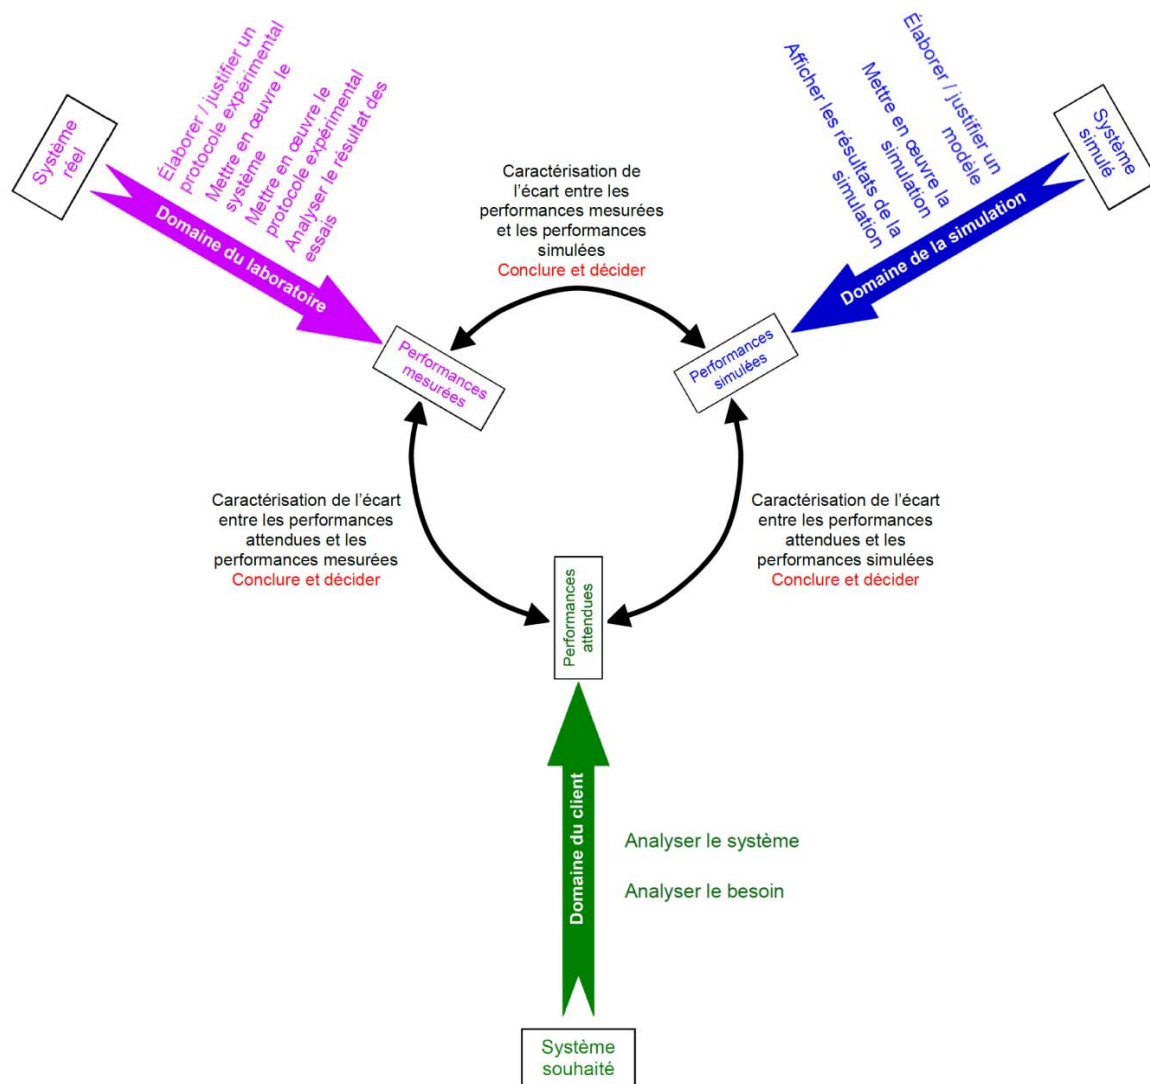 Système
réel
Élaborer / justifier un
protocole expérimental
Mettre en œuvre le
système
Mettre en œuvre le
protocole expérimental
Analyser le résultat des
essais
Domaine du laboratoire
Performances
mesurées
Caractérisation de
l'écart entre les
performances mesurées
et les performances
simulées
Conclure et décider
Système
simulé
Élaborer / justifier un
modèle
Mettre en œuvre la
simulation
Afficher les résultats de la
simulation
Domaine de la simulation
Performances
simulées
Caractérisation de l'écart
entre les performances
attendues et les
performances mesurées
Conclure et décider
Caractérisation de l'écart
entre les performances
attendues et les
performances simulées
Conclure et décider
Performances
attendues
Domaine du client
Analyser le système
Analyser le besoin
Système
souhaité